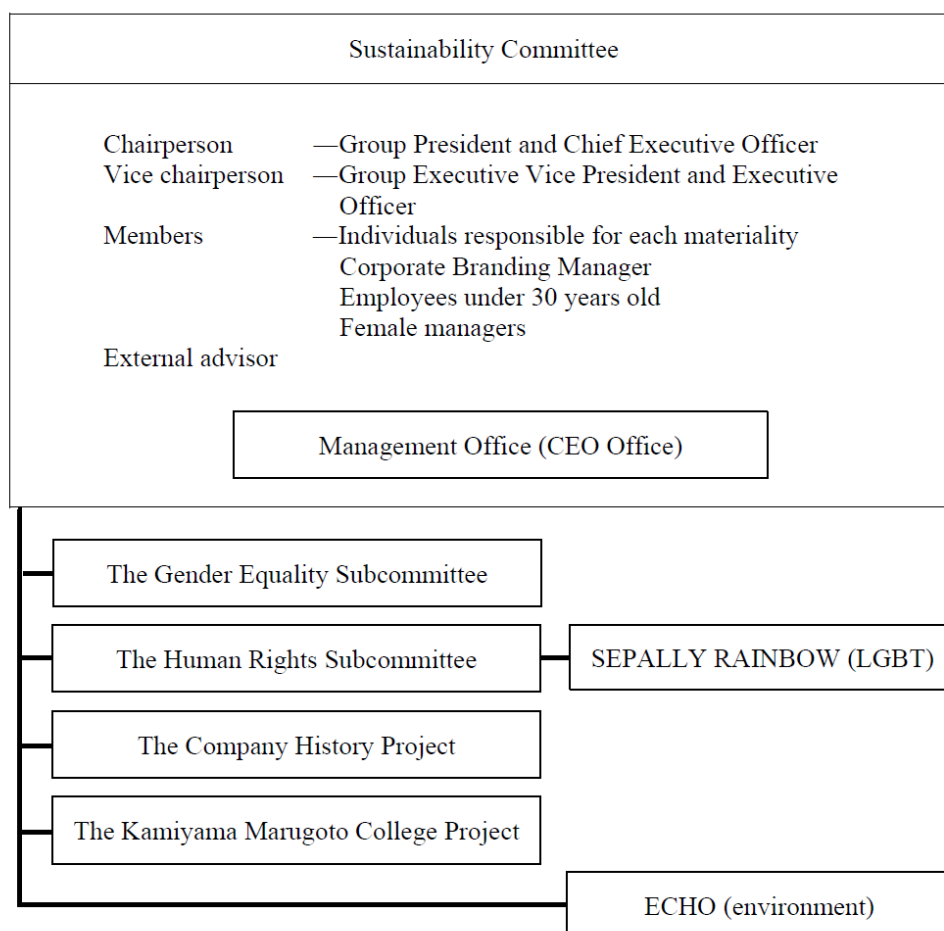 Sustainability Committee
Chairperson —Group President and Chief Executive Officer
Vice chairperson —Group Executive Vice President and Executive
Officer
Members —Individuals responsible for each materiality
Corporate Branding Manager
Employees under 30 years old
Female managers
External advisor
Management Office (CEO Office)
The Gender Equality Subcommittee
The Human Rights Subcommittee
SEPALLY RAINBOW (LGBT)
The Company History Project
The Kamiyama Marugoto College Project
ECHO (environment)